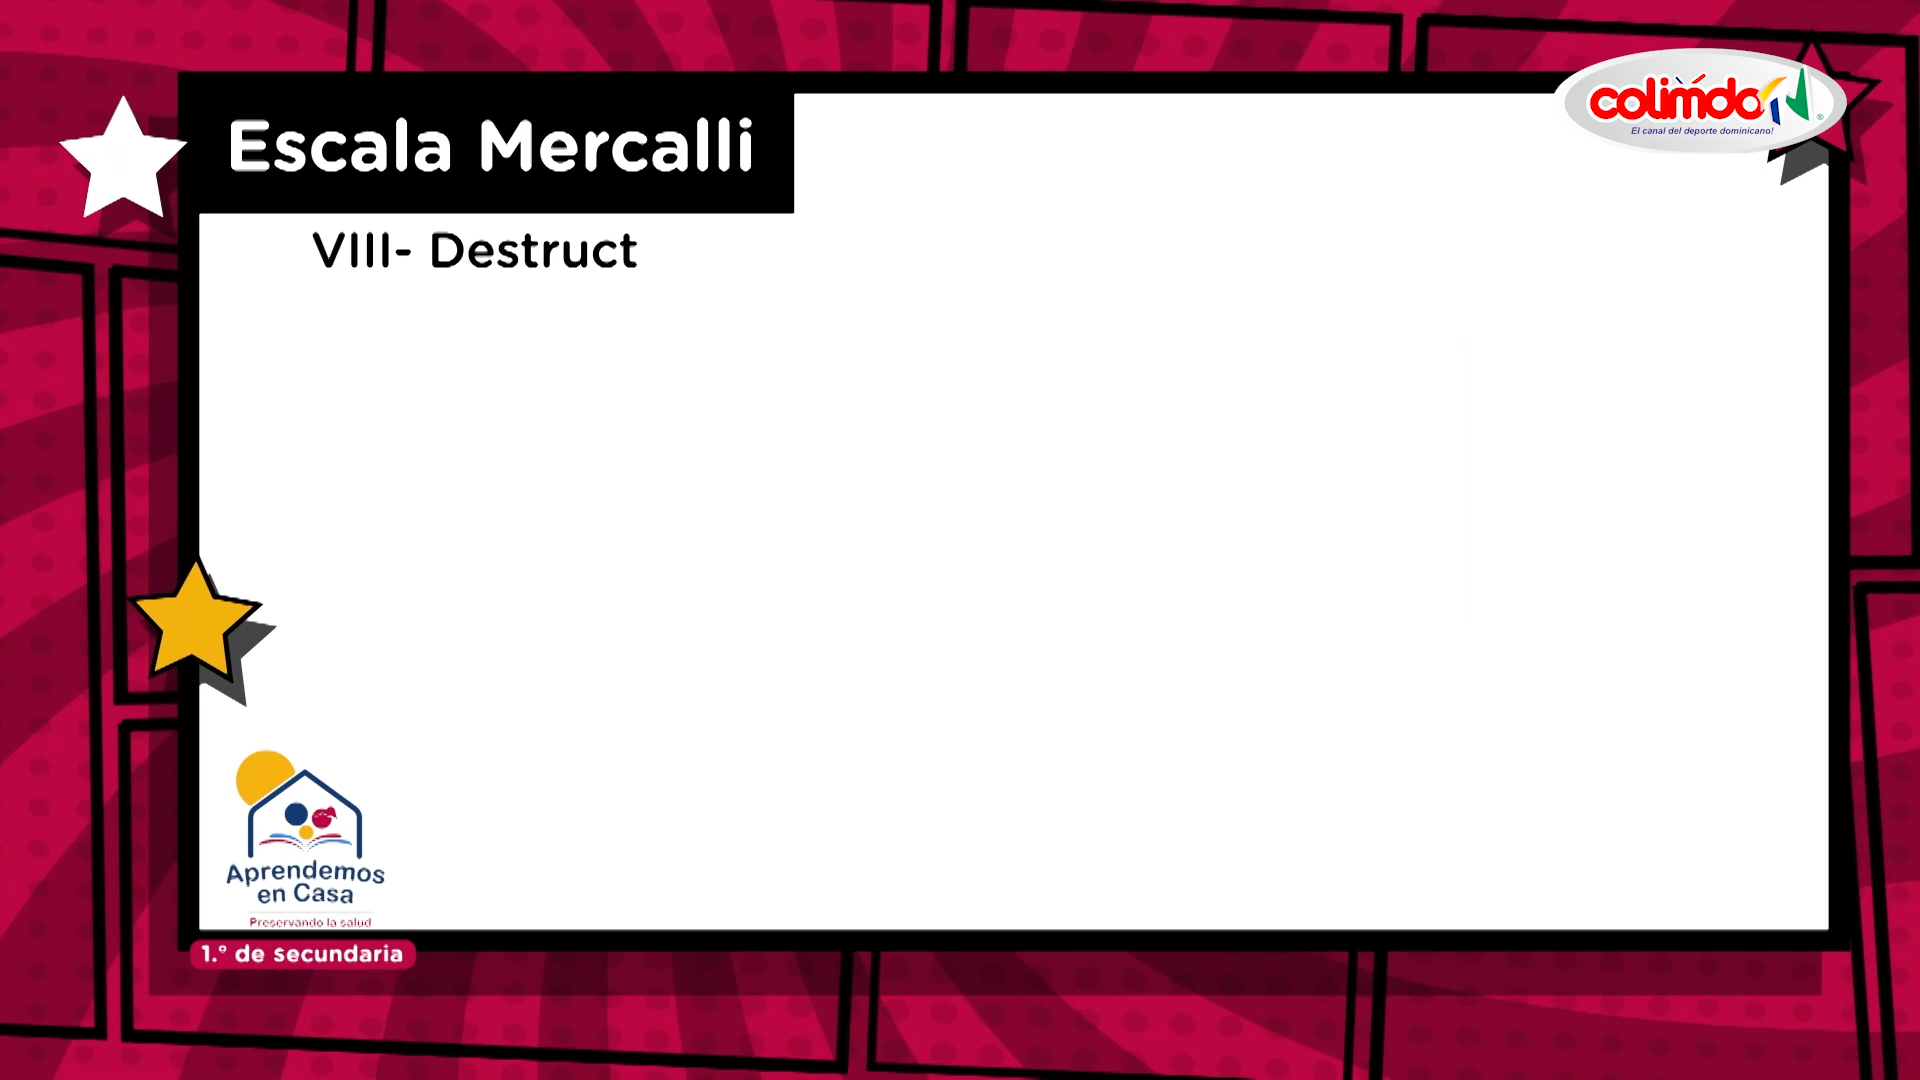 Escala Mercalli
colimdo
El canal del deporte dominicano!
VIII- Destruct
Aprendemos
en Casa
Preservando la salud
1.° de secundaria